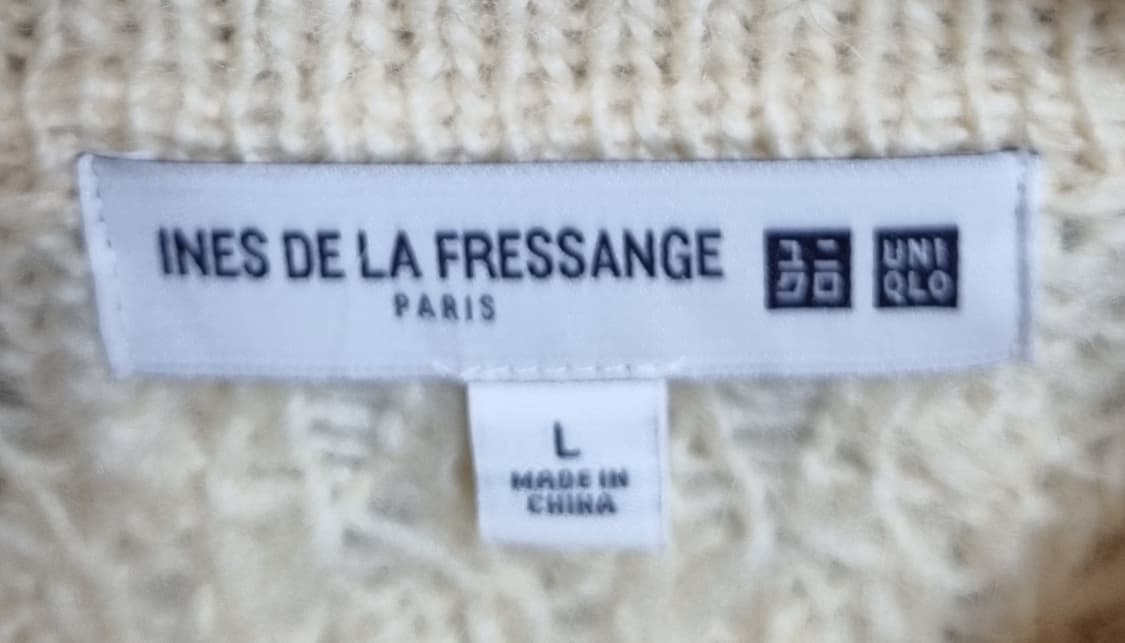 INES DE LA FRESSANGE
PARIS
ユニ
クロ
UNI
QLO
L
MADE IN
CHINA